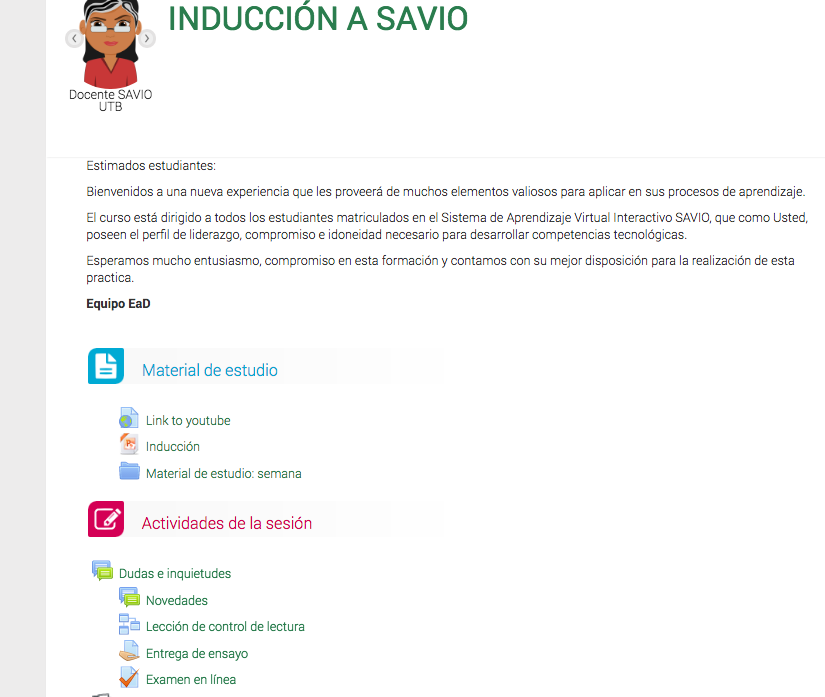 INDUCCIÓN A SAVIO
Docente SAVIO
UTB
Estimados estudiantes:
Bienvenidos a una nueva experiencia que les proveerá de muchos elementos valiosos para aplicar en sus procesos de aprendizaje.
El curso está dirigido a todos los estudiantes matriculados en el Sistema de Aprendizaje Virtual Interactivo SAVIO, que como Usted,
poseen el perfil de liderazgo, compromiso e idoneidad necesario para desarrollar competencias tecnológicas.
Esperamos mucho entusiasmo, compromiso en esta formación y contamos con su mejor disposición para la realización de esta
practica.
Equipo EaD
Material de estudio
Link to youtube
Inducción
Material de estudio: semana
Actividades de la sesión
Dudas e inquietudes
Novedades
Lección de control de lectura
Entrega de ensayo
Examen en línea